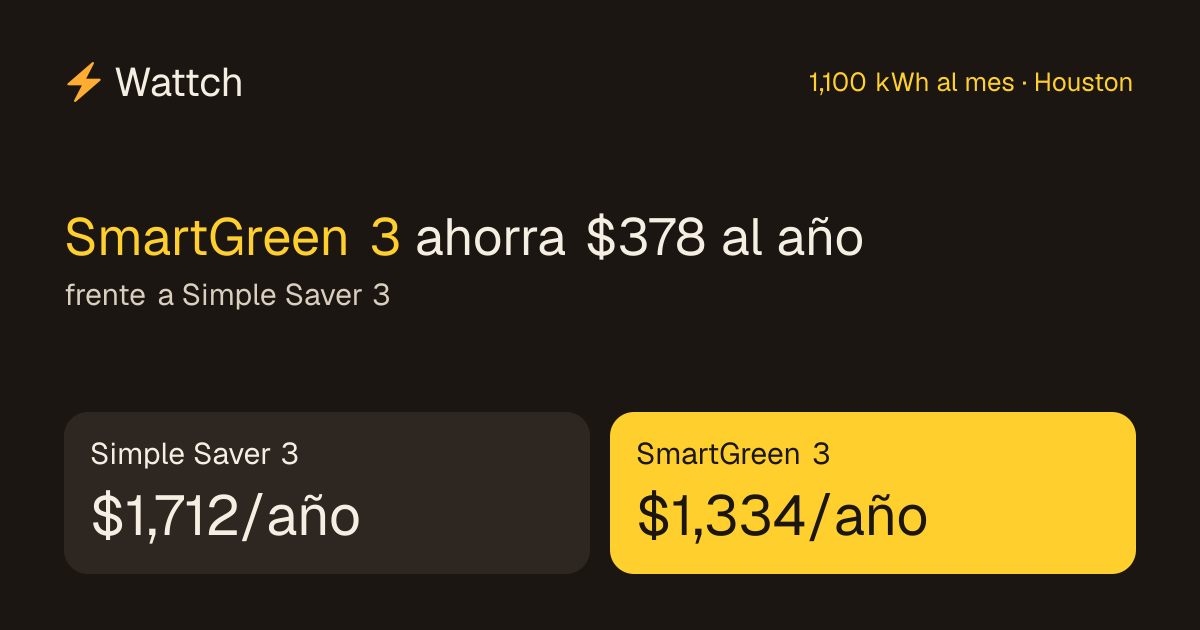 ⚡ Wattch
1,100 kWh al mes · Houston
SmartGreen 3 ahorra $378 al año
frente a Simple Saver 3
Simple Saver 3
$1,712/año
SmartGreen 3
$1,334/año